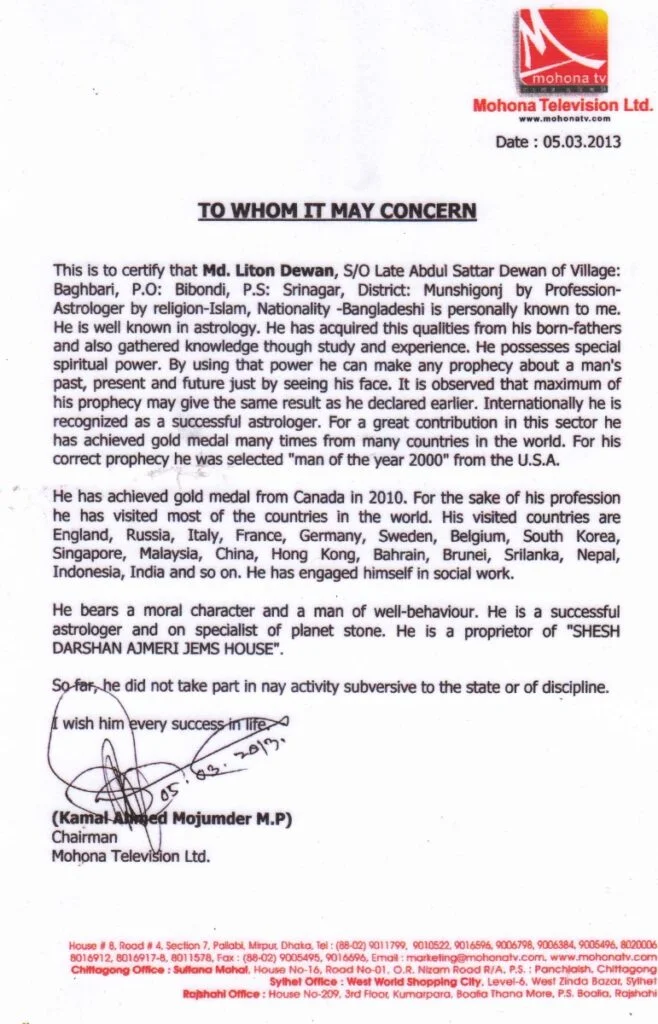 mohona tv
Mohona Television Ltd.
www.mohonatv.com
Date : 05.03.2013
TO WHOM IT MAY CONCERN
This is to certify that Md. Liton Dewan, S/O Late Abdul Sattar Dewan of Village:
Baghbari, P.O: Bibondi, P.S: Srinagar, District: Munshigonj by Profession-
Astrologer by religion-Islam, Nationality -Bangladeshi is personally known to me.
He is well known in astrology. He has acquired this qualities from his born-fathers
and also gathered knowledge though study and experience. He possesses special
spiritual power. By using that power he can make any prophecy about a man's
past, present and future just by seeing his face. It is observed that maximum of
his prophecy may give the same result as he declared earlier. Internationally he is
recognized as a successful astrologer. For a great contribution in this sector he
has achieved gold medal many times from many countries in the world. For his
correct prophecy he was selected "man of the year 2000" from the U.S.A.
He has achieved gold medal from Canada in 2010. For the sake of his profession
he has visited most of the countries in the world. His visited countries are
England, Russia, Italy, France, Germany, Sweden, Belgium, South Korea,
Singapore, Malaysia, China, Hong Kong, Bahrain, Brunei, Srilanka, Nepal,
Indonesia, India and so on. He has engaged himself in social work.
He bears a moral character and a man of well-behaviour. He is a successful
astrologer and on specialist of planet stone. He is a proprietor of "SHESH
DARSHAN AJMERI JEMS HOUSE".
So far, he did not take part in nay activity subversive to the state or of discipline.
I wish him every success in life.
05.03.2013.
(Kamal Ahmed Mojumder M.P)
Chairman
Mohona Television Ltd.
House # 8, Road # 4, Section 7, Pallabi, Mirpur, Dhaka, Tel : (88-02) 9011799, 9010522, 9016596, 9006798, 9006384, 9005496, 8020006
8016912, 8016917-8, 8011578, Fax : (88-02) 9005495, 9016596, Email : marketing@mohonatv.com, www.mohonatv.com
Chittagong Office : Sultana Mahal, House No-16, Road No-01, O.R. Nizam Road R/A, P.S. : Panchlaish, Chittagong
Sylhet Office : West World Shopping City, Level-6, West Zinda Bazar, Sylhet
Rajshahi Office : House No-209, 3rd Floor, Kumarpara, Boalia Thana More, P.S. Boalia, Rajshahi